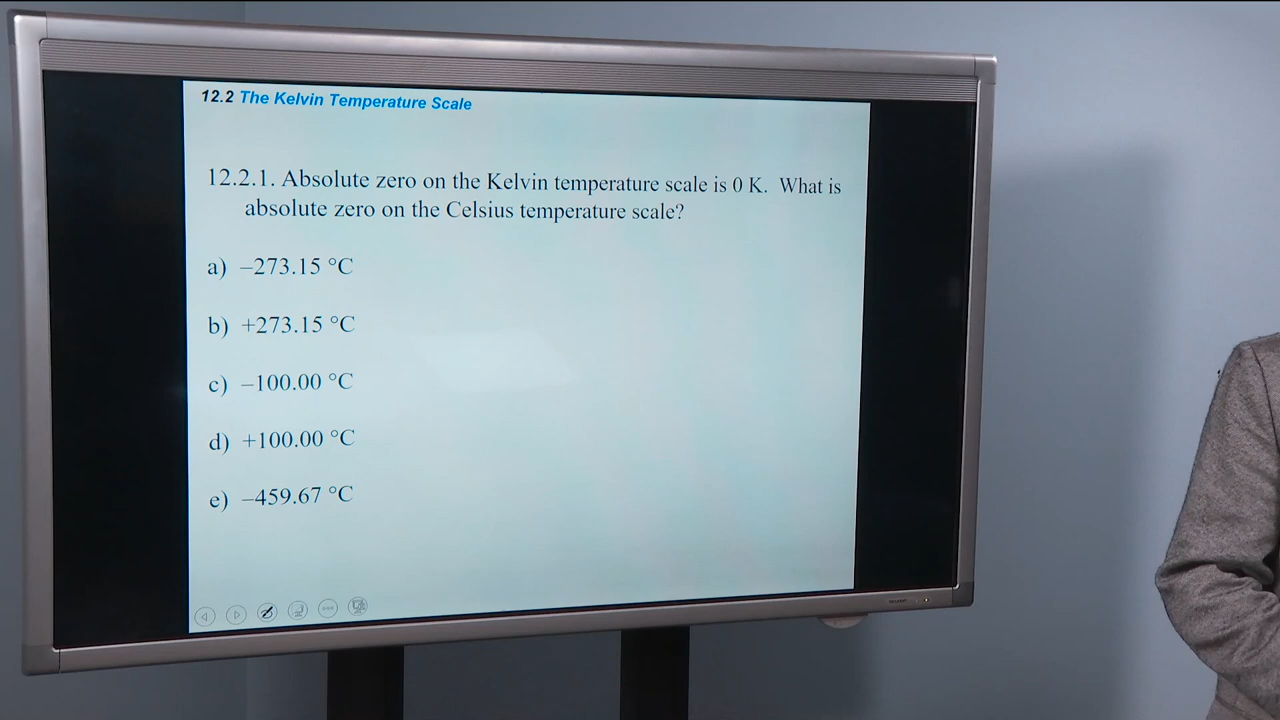 12.2 The Kelvin Temperature Scale
12.2.1. Absolute zero on the Kelvin temperature scale is 0 K. What is
absolute zero on the Celsius temperature scale?
a) –273.15 °C
b) +273.15 °C
c) –100.00 °C
d) +100.00 °C
e) –459.67 °C